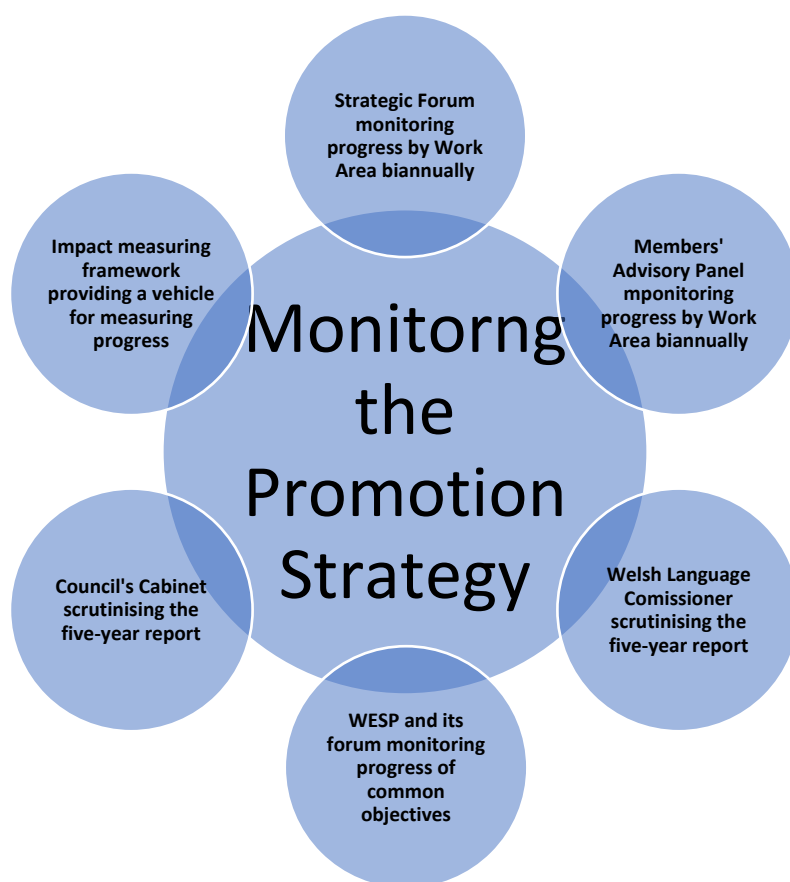 Strategic Forum
monitoring
progress by Work
Area biannually
Members'
Advisory Panel
mponitoring
progress by Work
Area biannually
Welsh Language
Comissioner
scrutinising the
five-year report
WESP and its
forum monitoring
progress of
common
objectives
Council's Cabinet
scrutinising the
five-year report
Impact measuring
framework
providing a vehicle
for measuring
progress
Monitorng
the
Promotion
Strategy